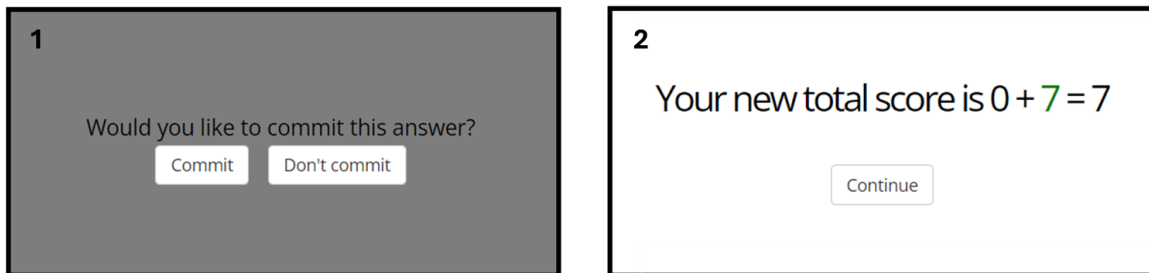 1
Would you like to commit this answer?
Commit Don't commit
2
Your new total score is 0 + 7 = 7
Continue